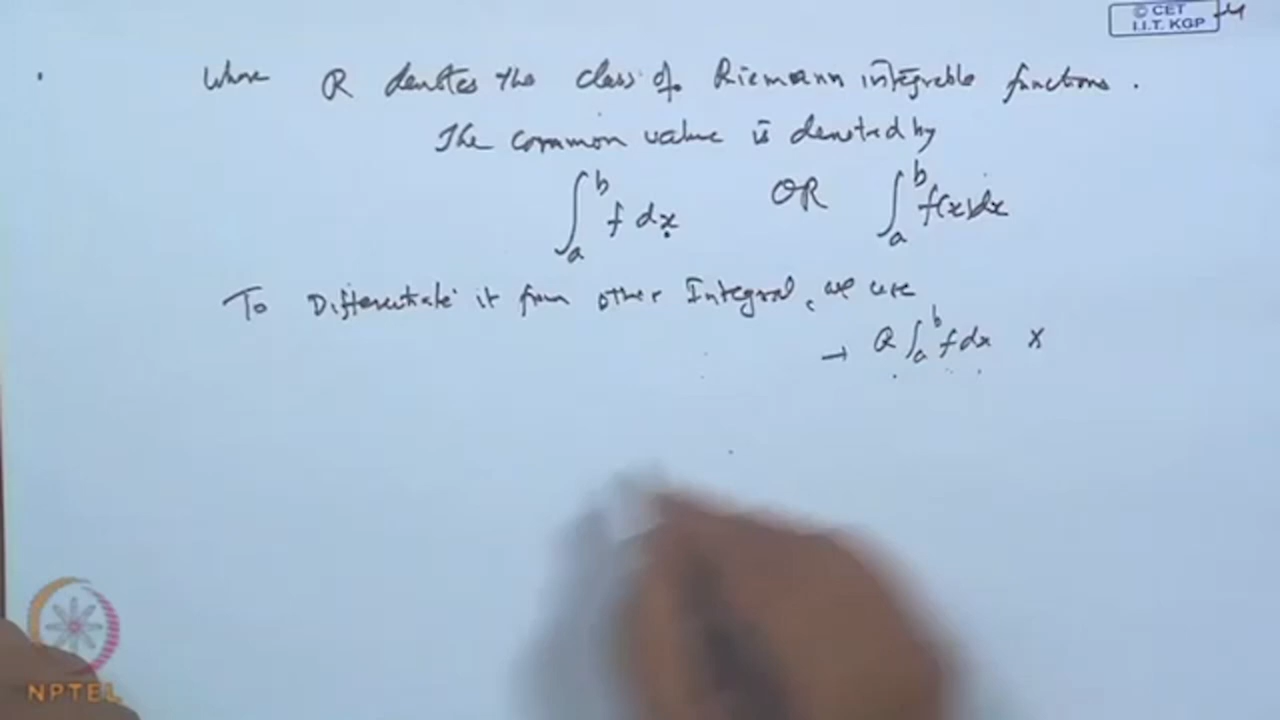 © CET
I.I.T. KGP
Where R denotes the class of Riemann integrable functions.
The common value is denoted by
∫_a^b f dx OR ∫_a^b f(x)dx
To Differentiate it from other Integral, we use
→ R ∫_a^b f dx x
NPTEL